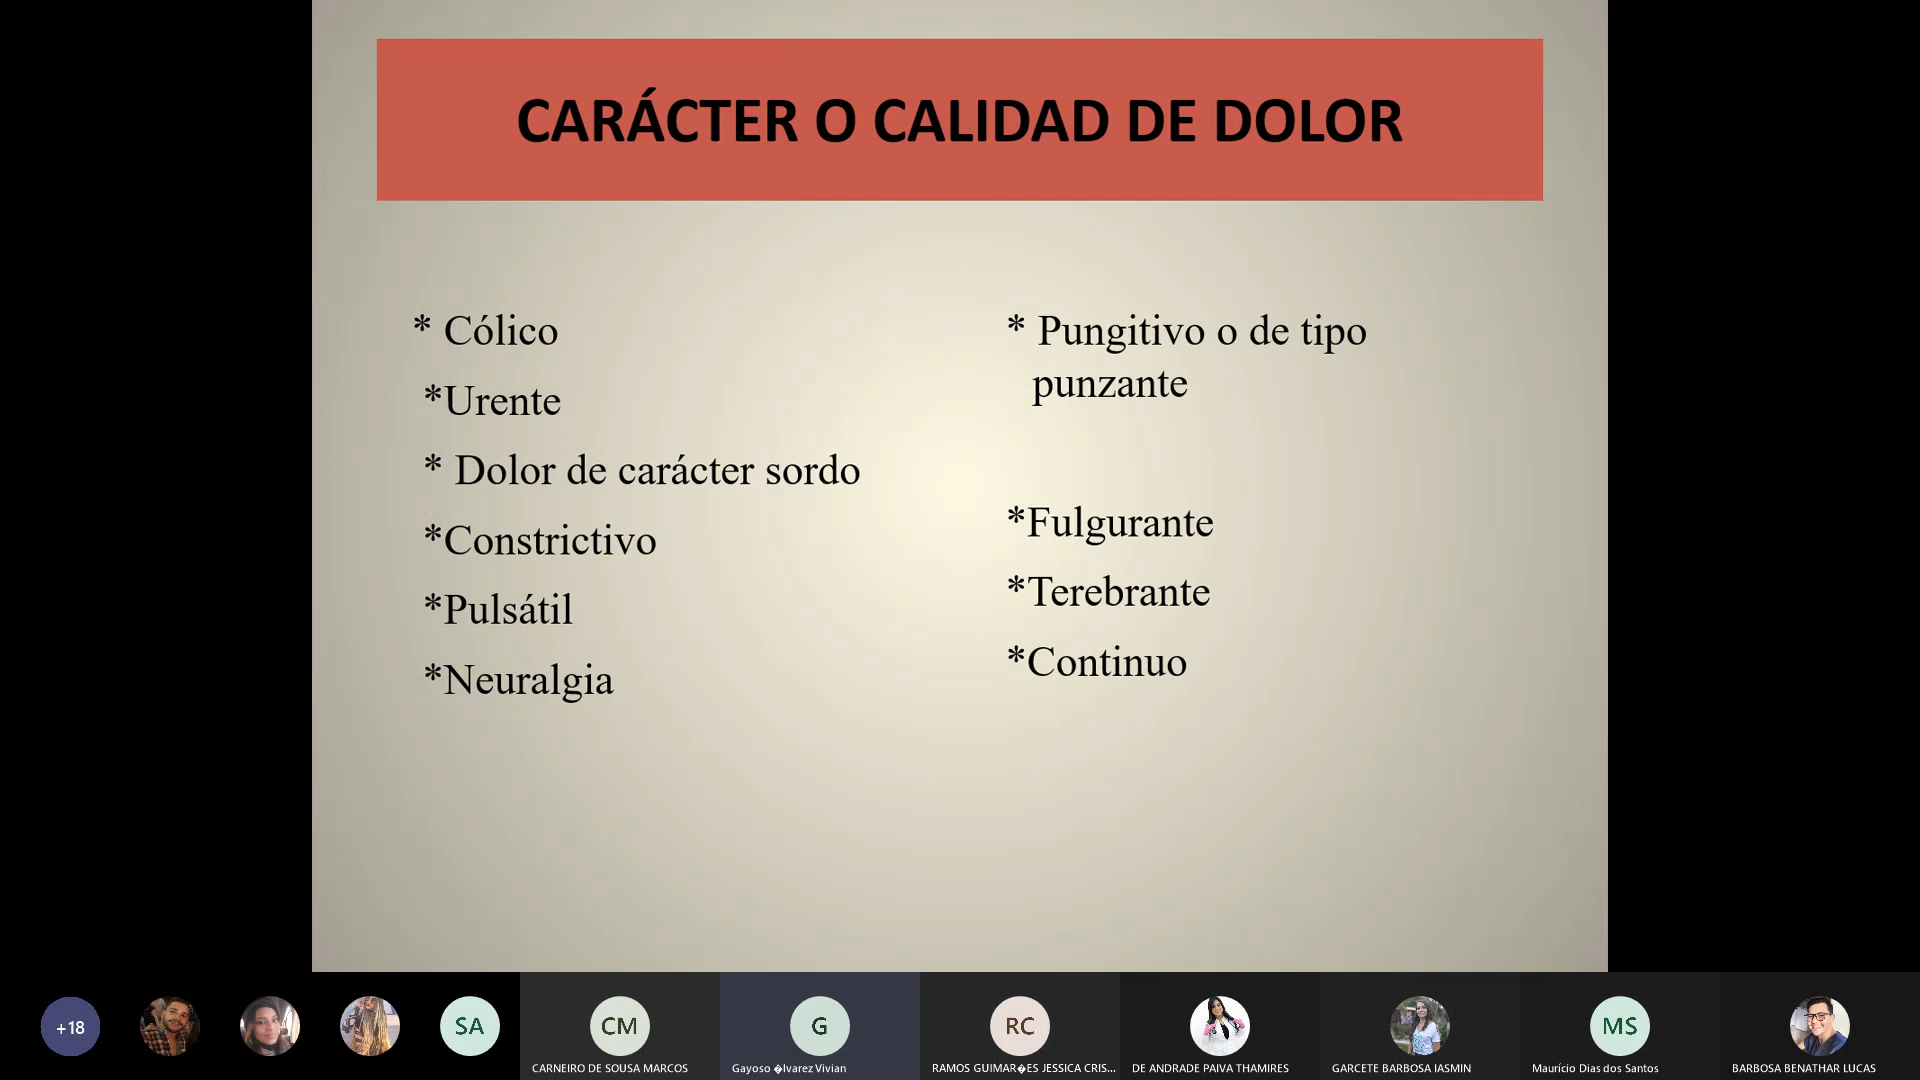 CARÁCTER O CALIDAD DE DOLOR
* Cólico
*Urente
* Dolor de carácter sordo
*Constrictivo
*Pulsátil
*Neuralgia
* Pungitivo o de tipo
punzante
*Fulgurante
*Terebrante
*Continuo
+18
SA
CM
G
RC
MS
CARNEIRO DE SOUSA MARCOS
Gayoso �lvarez Vivian
RAMOS GUIMAR�ES JESSICA CRIS...
DE ANDRADE PAIVA THAMIRES
GARCETE BARBOSA IASMIN
Maurício Dias dos Santos
BARBOSA BENATHAR LUCAS